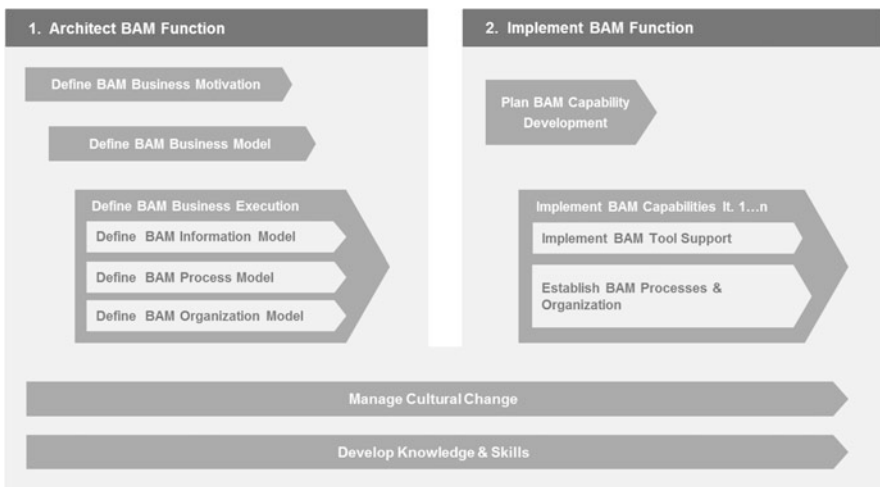 1. Architect BAM Function
Define BAM Business Motivation
Define BAM Business Model
Define BAM Business Execution
Define BAM Information Model
Define BAM Process Model
Define BAM Organization Model
2. Implement BAM Function
Plan BAM Capability
Development
Implement BAM Capabilities It. 1…n
Implement BAM Tool Support
Establish BAM Processes &
Organization
Manage Cultural Change
Develop Knowledge & Skills